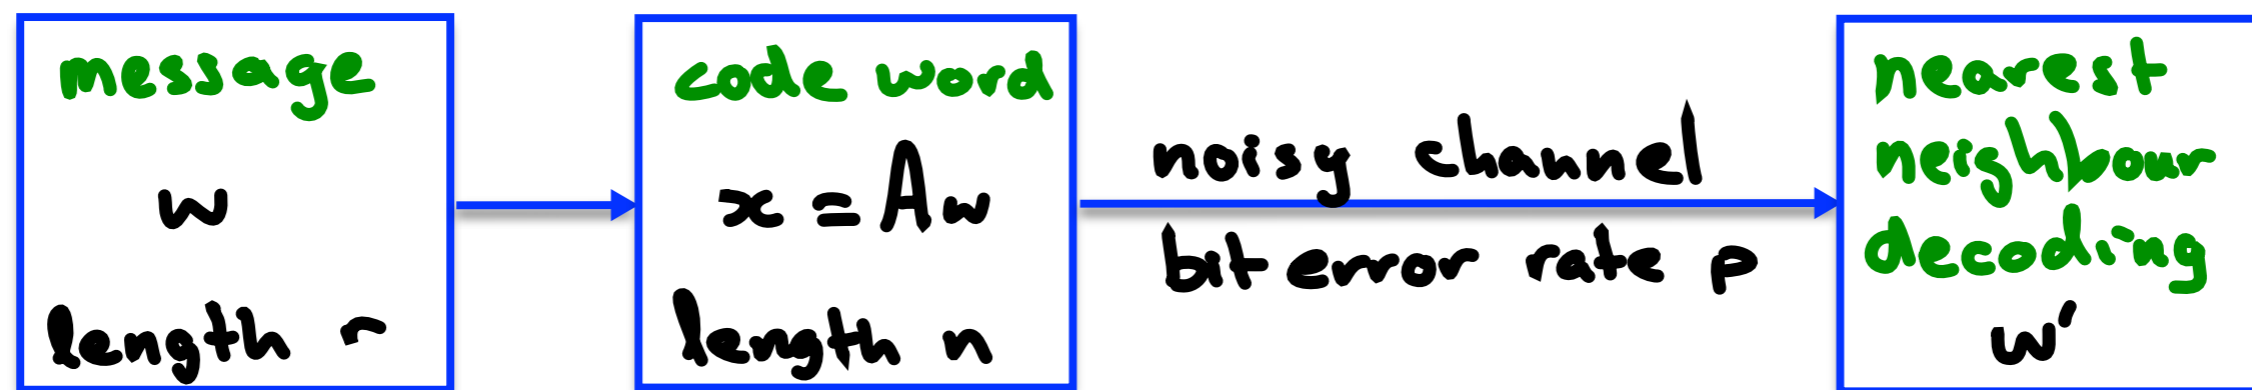 message
w
length r
code word
x = Aw
length n
noisy channel
bit error rate p
nearest
neighbour
decoding
w'